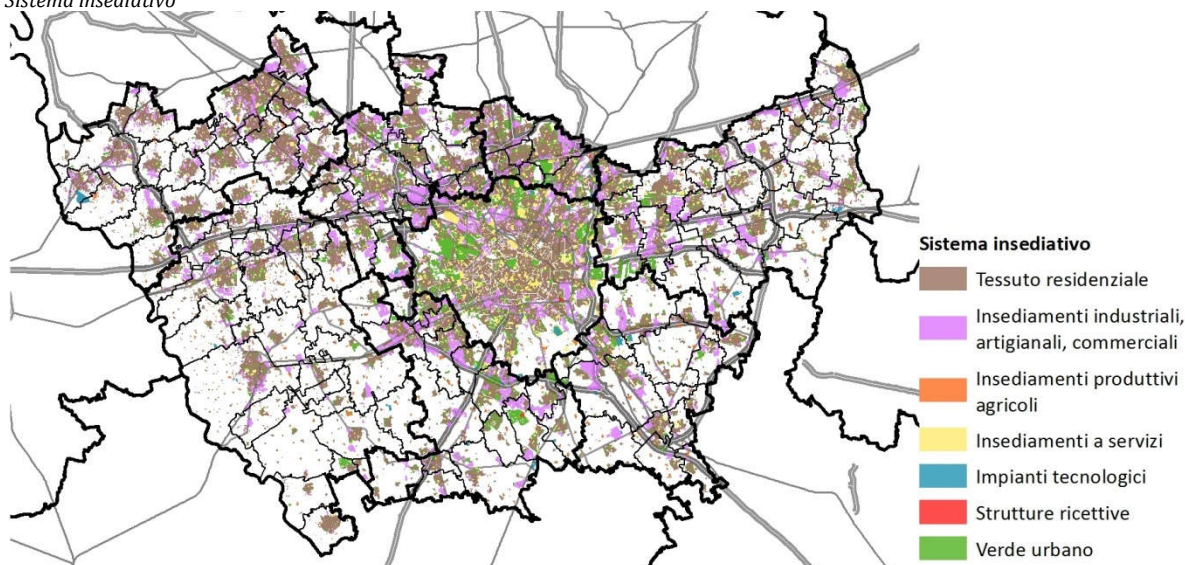 Sistema insediativo
Sistema insediativo
Tessuto residenziale
Insediamenti industriali,
artigianali, commerciali
Insediamenti produttivi
agricoli
Insediamenti a servizi
Impianti tecnologici
Strutture ricettive
Verde urbano